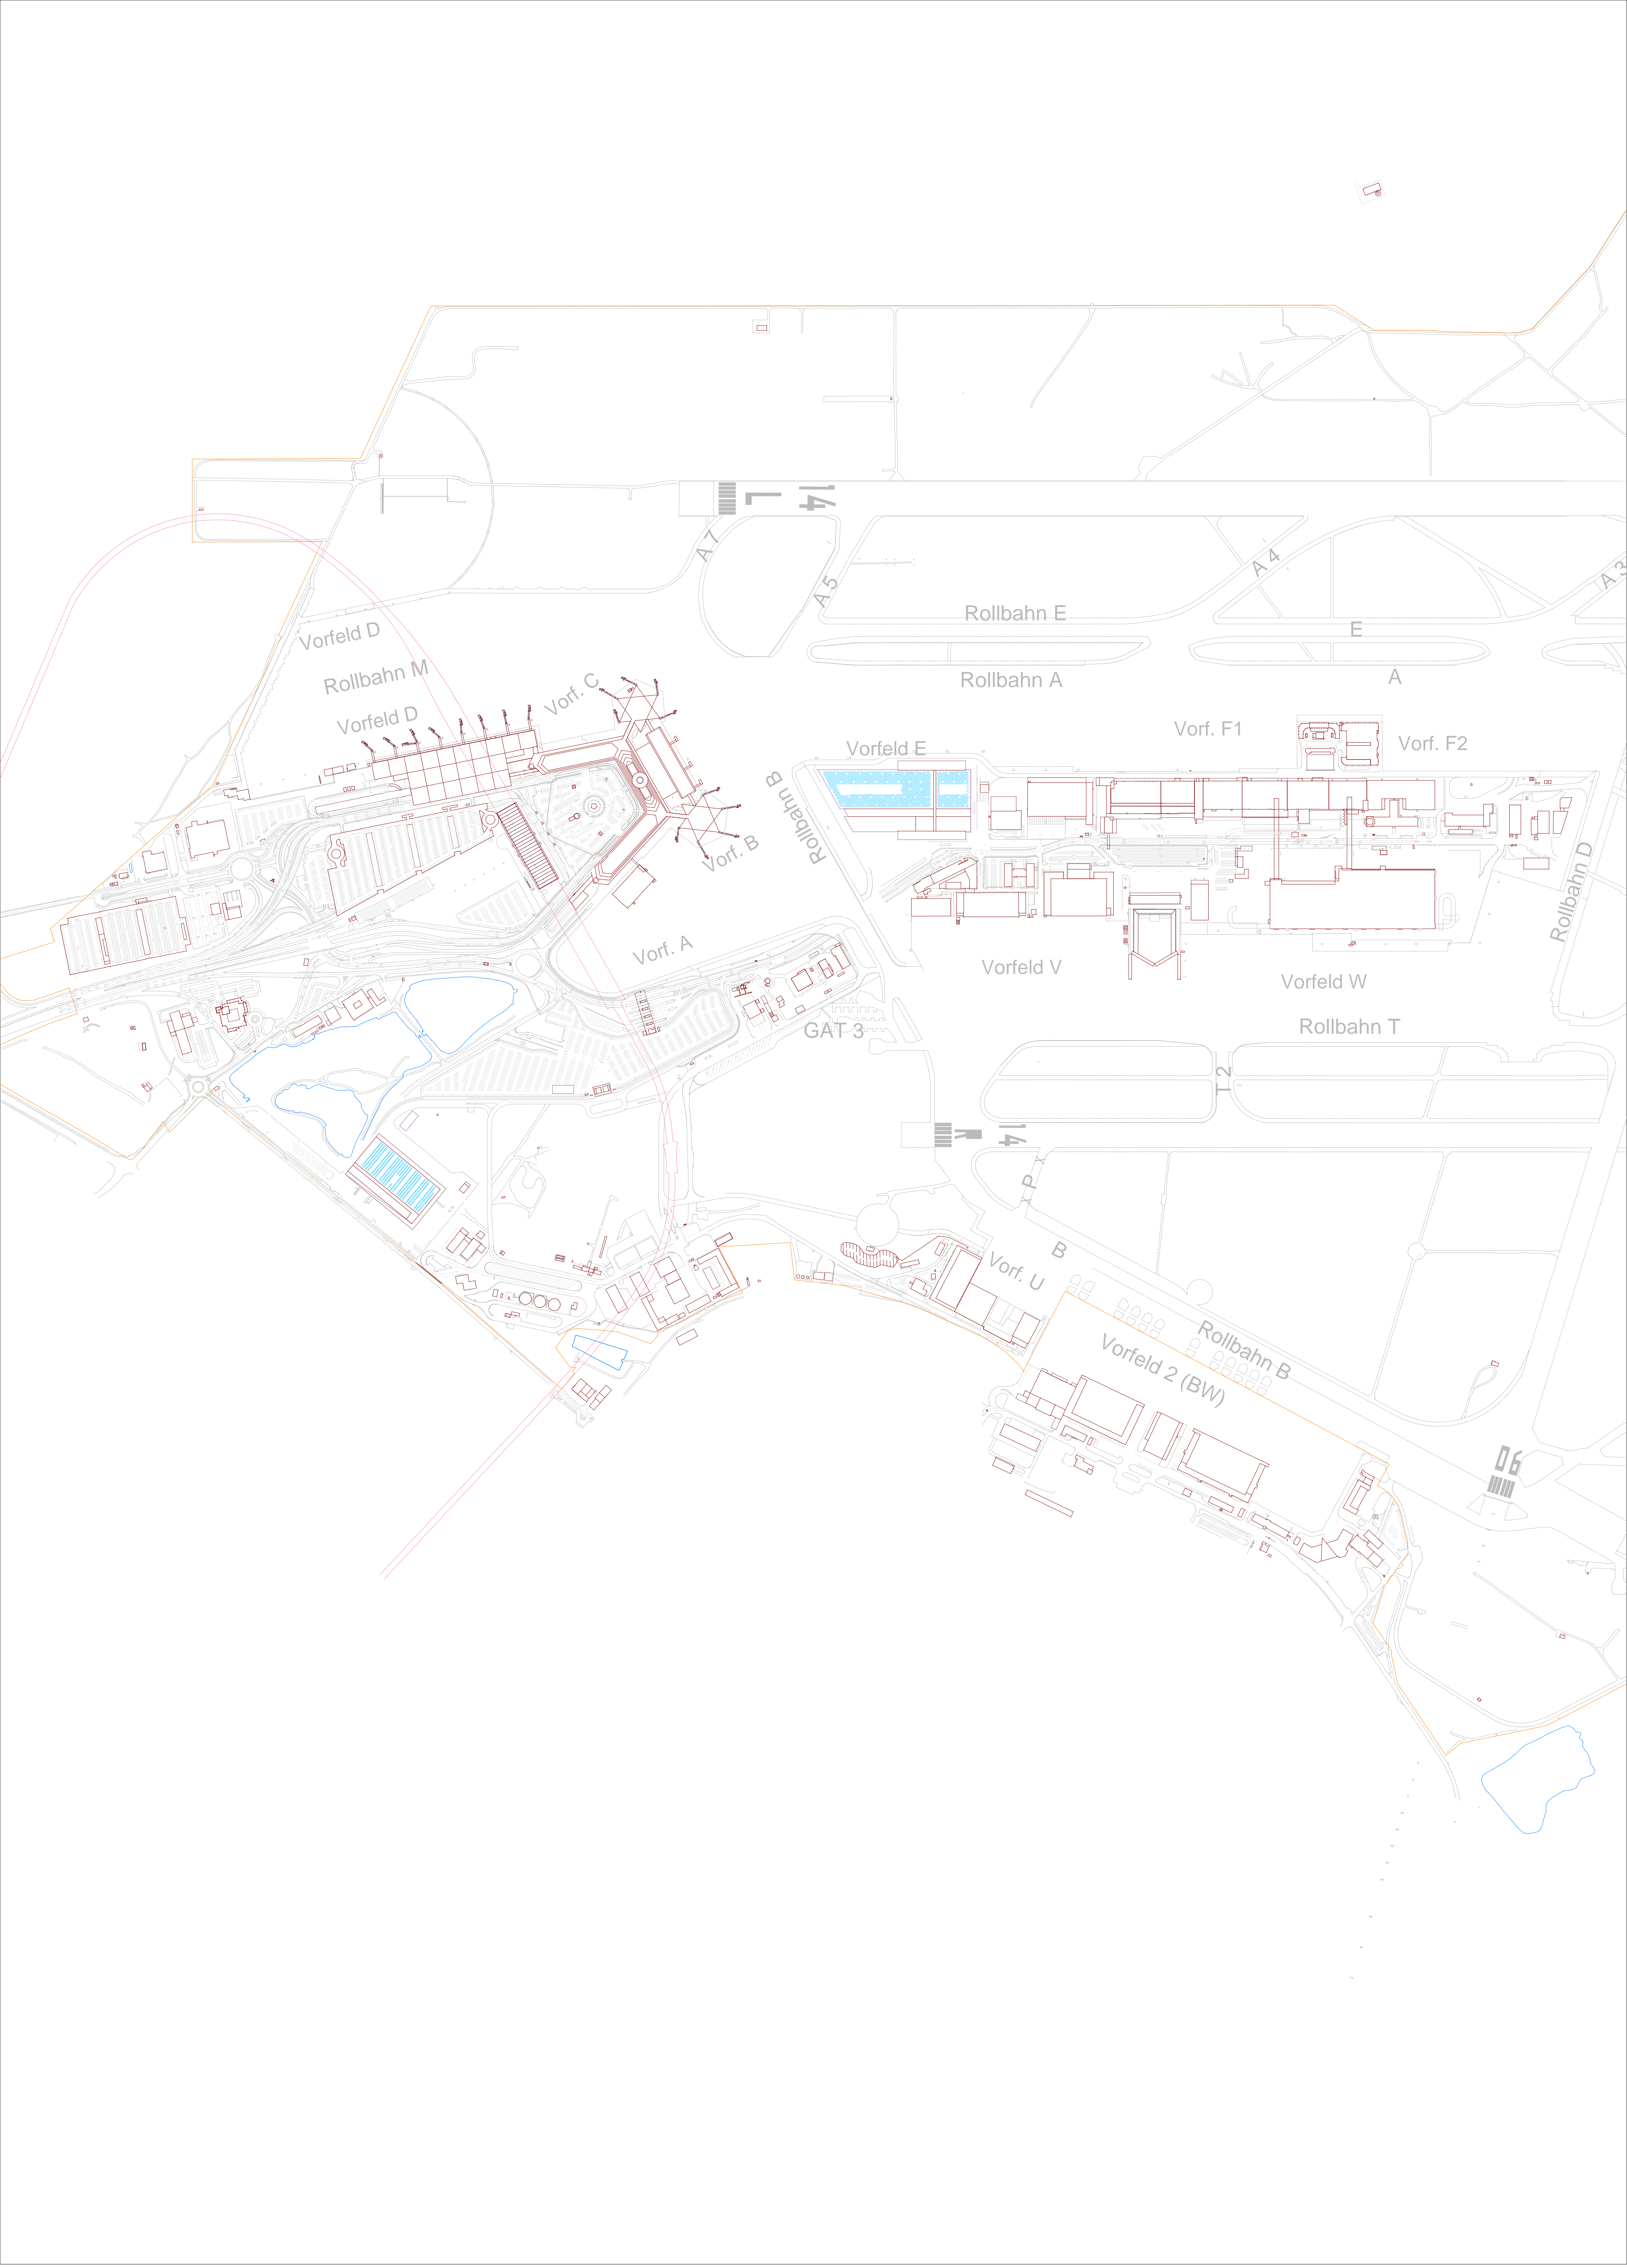 14
L
A 7
A 5
A 4
A 3
Rollbahn E
E
Vorfeld D
Rollbahn M
Rollbahn A
A
Vorf. C
Vorfeld D
Vorf. F1
Vorf. F2
Vorfeld E
Rollbahn B
Vorf. B
Rollbahn D
Vorf. A
Vorfeld V
Vorfeld W
GAT 3
Rollbahn T
T 2
14
R
P
B
Vorf. U
Rollbahn B
Vorfeld 2 (BW)
06